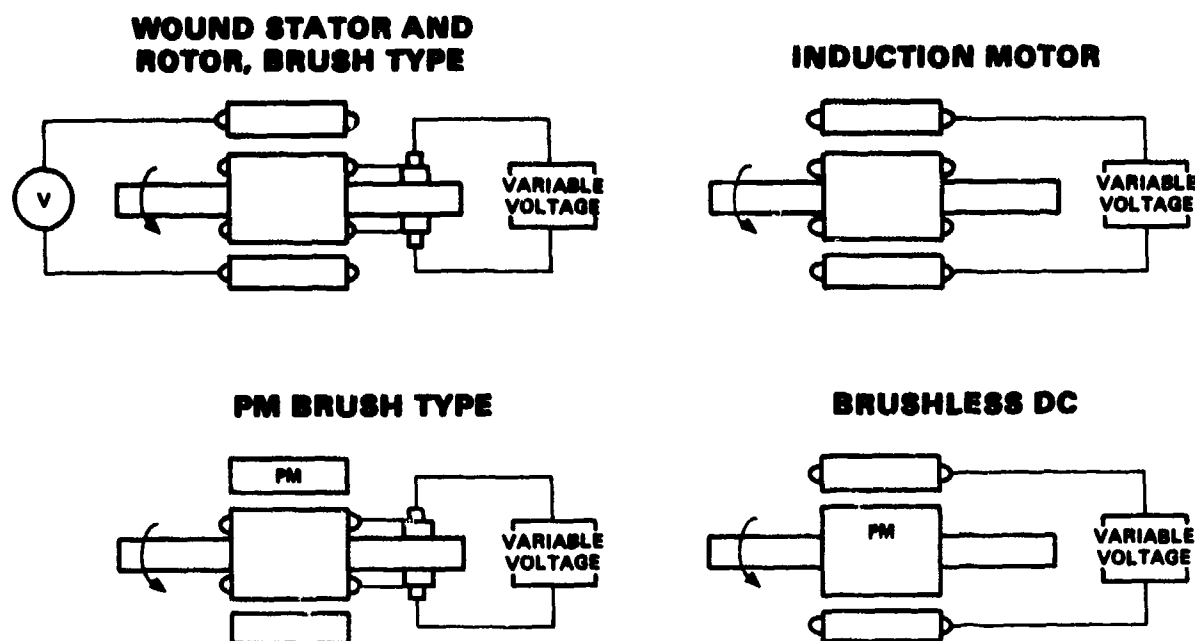 WOUND STATOR AND
ROTOR, BRUSH TYPE
V
VARIABLE
VOLTAGE
INDUCTION MOTOR
VARIABLE
VOLTAGE
PM BRUSH TYPE
PM
VARIABLE
VOLTAGE
BRUSHLESS DC
PM
VARIABLE
VOLTAGE